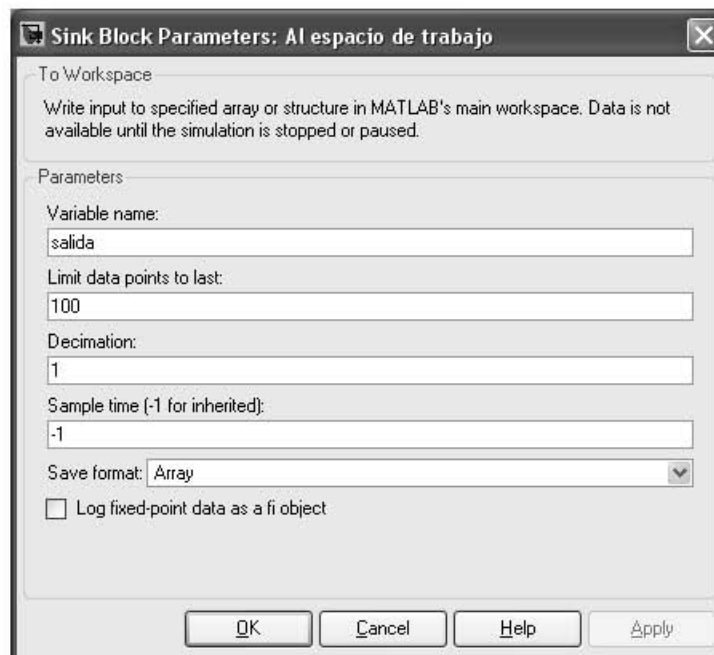 Sink Block Parameters: Al espacio de trabajo
To Workspace
Write input to specified array or structure in MATLAB's main workspace. Data is not
available until the simulation is stopped or paused.
Parameters
Variable name:
salida
Limit data points to last:
100
Decimation:
1
Sample time (-1 for inherited):
-1
Save format: Array
Log fixed-point data as a fi object
OK Cancel Help Apply